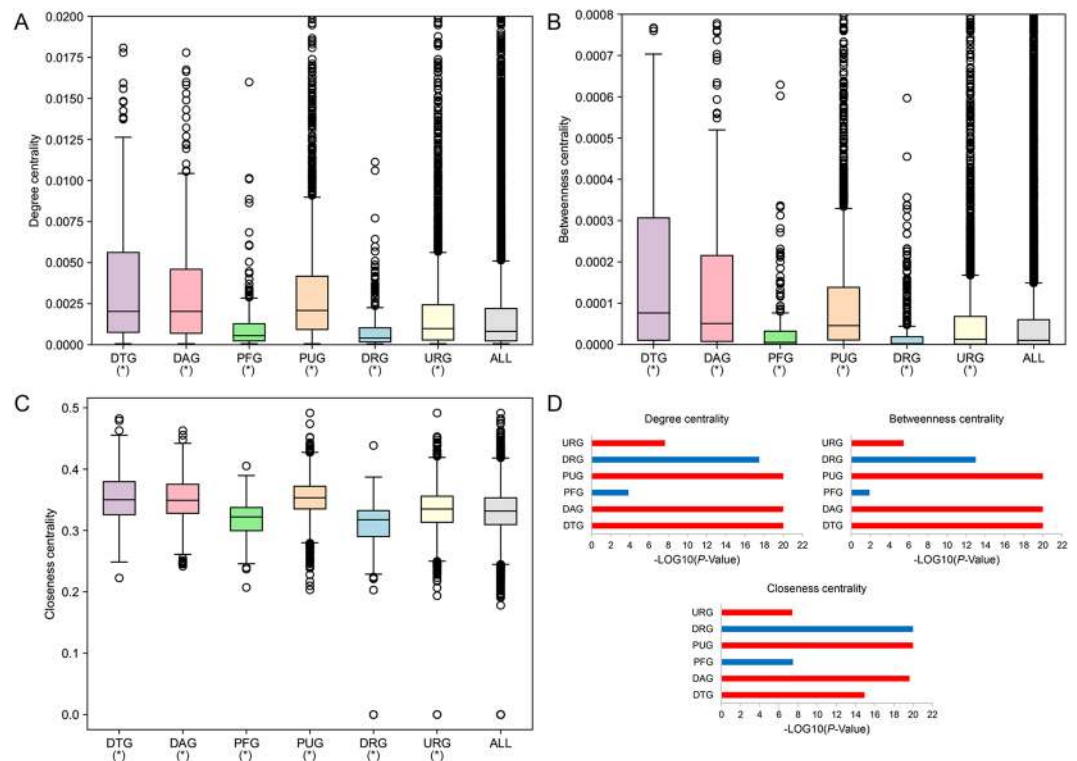 A
0.0200
0.0175
0.0150
0.0125
0.0100
0.0075
0.0050
0.0025
0.0000
Degree centrality
DTG DAG PFG PUG DRG URG ALL
(*) (*) (*) (*) (*) (*)
B
0.0008
0.0007
0.0006
0.0005
0.0004
0.0003
0.0002
0.0001
0.0000
Betweenness centrality
DTG DAG PFG PUG DRG URG ALL
(*) (*) (*) (*) (*) (*)
C
0.5
0.4
0.3
0.2
0.1
0.0
Closeness centrality
DTG DAG PFG PUG DRG URG ALL
(*) (*) (*) (*) (*) (*)
D
Degree centrality
URG
DRG
PUG
PFG
DAG
DTG
0 2 4 6 8 10 12 14 16 18 20 22
-LOG10(P-Value)
Betweenness centrality
URG
DRG
PUG
PFG
DAG
DTG
0 2 4 6 8 10 12 14 16 18 20 22
-LOG10(P-Value)
Closeness centrality
URG
DRG
PUG
PFG
DAG
DTG
0 2 4 6 8 10 12 14 16 18 20 22
-LOG10(P-Value)